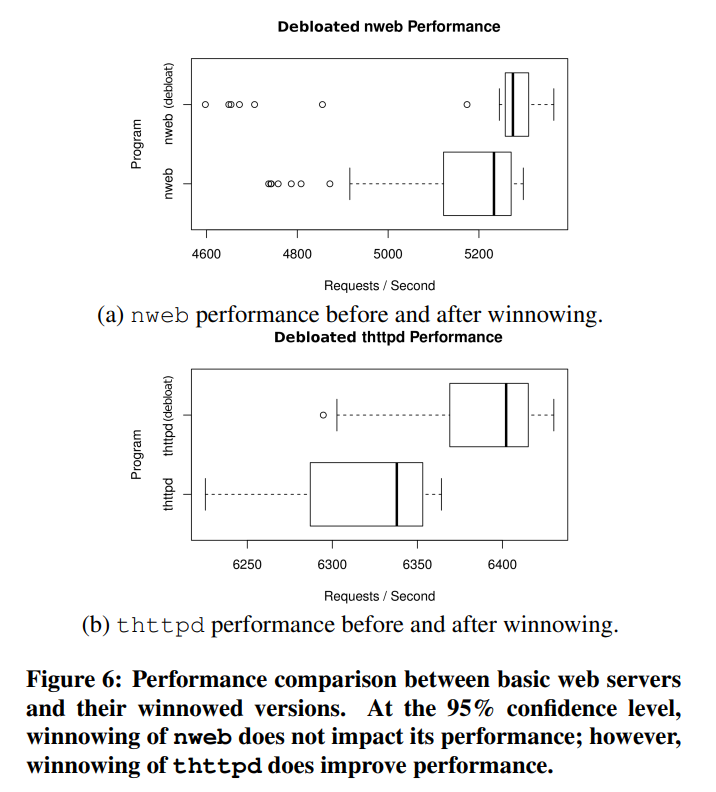 Debloated nweb Performance
nweb (debloat)
nweb
Program
4600 4800 5000 5200
Requests / Second
(a) nweb performance before and after winnowing.
Debloated thttpd Performance
thttpd (debloat)
thttpd
Program
6250 6300 6350 6400
Requests / Second
(b) thttpd performance before and after winnowing.
Figure 6: Performance comparison between basic web servers
and their winnowed versions. At the 95% confidence level,
winnowing of nweb does not impact its performance; however,
winnowing of thttpd does improve performance.